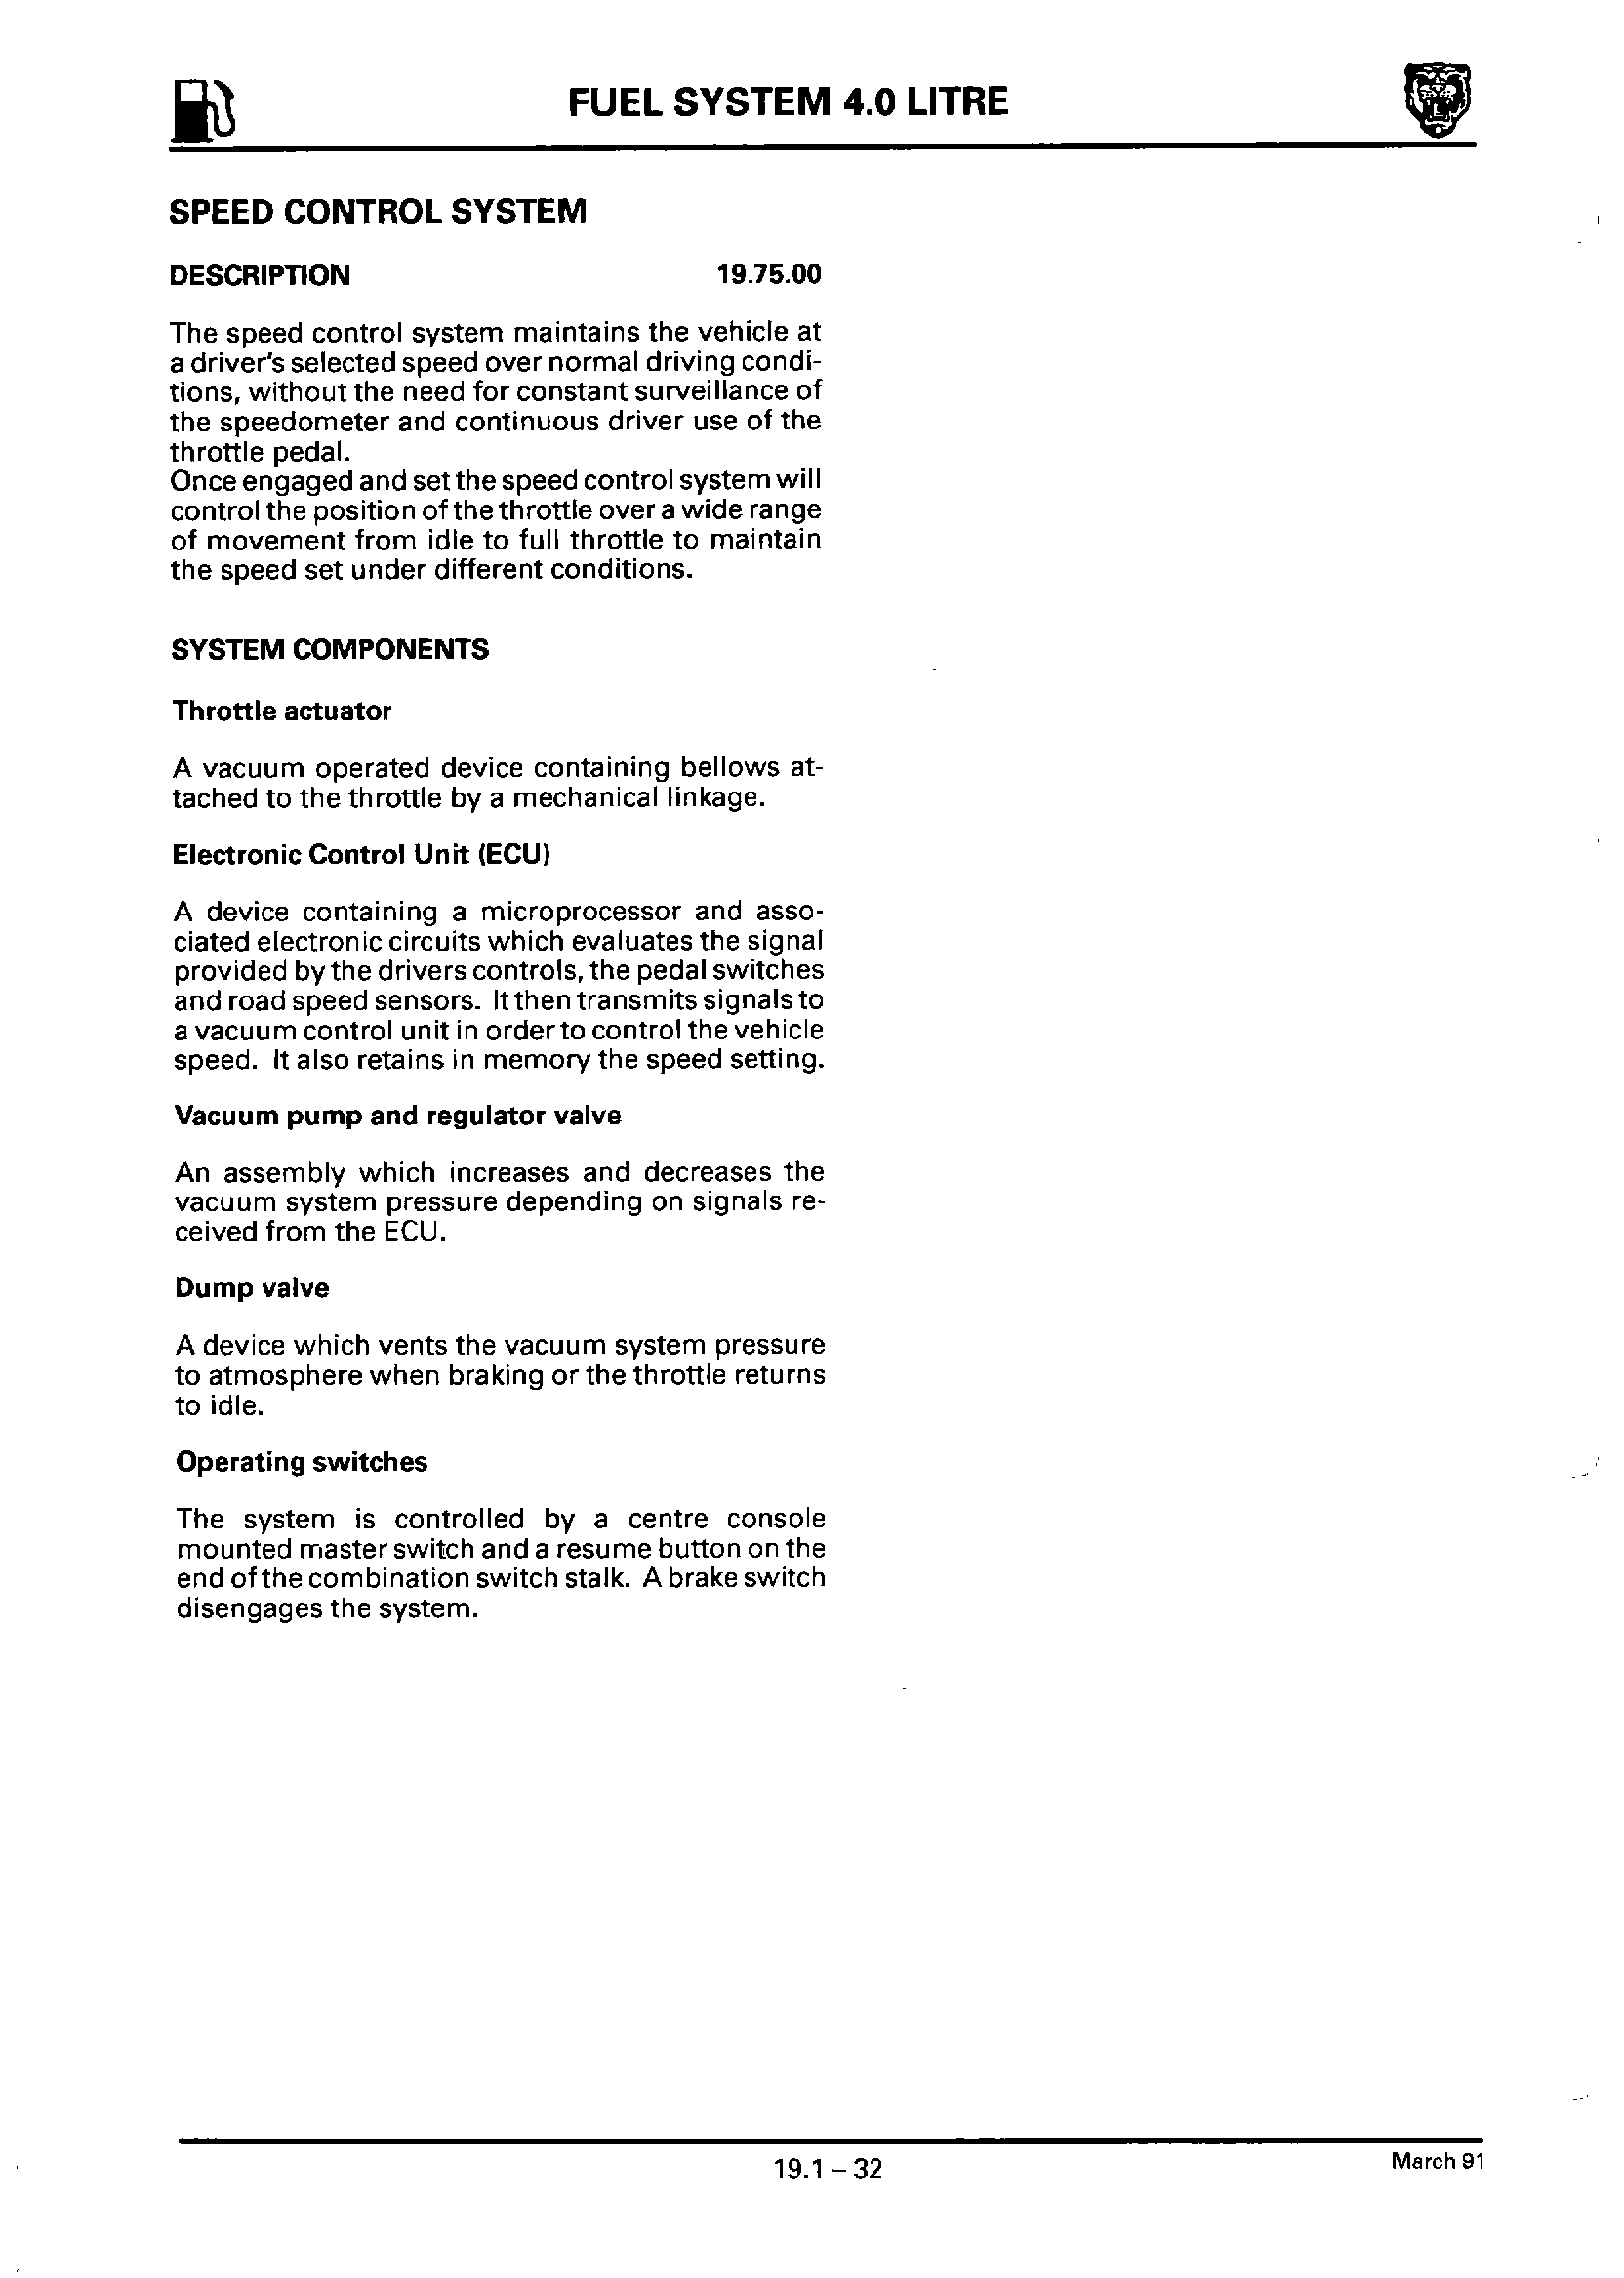 FUEL SYSTEM 4.0 LITRE
SPEED CONTROL SYSTEM
DESCRIPTION 19.75.00
The speed control system maintains the vehicle at
a driver's selected speed over normal driving condi-
tions, without the need for constant surveillance of
the speedometer and continuous driver use of the
throttle pedal.
Once engaged and set the speed control system will
control the position of the throttle over a wide range
of movement from idle to full throttle to maintain
the speed set under different conditions.
SYSTEM COMPONENTS
Throttle actuator
A vacuum operated device containing bellows at-
tached to the throttle by a mechanical linkage.
Electronic Control Unit (ECU)
A device containing a microprocessor and asso-
ciated electronic circuits which evaluates the signal
provided by the drivers controls, the pedal switches
and road speed sensors. It then transmits signals to
a vacuum control unit in order to control the vehicle
speed. It also retains in memory the speed setting.
Vacuum pump and regulator valve
An assembly which increases and decreases the
vacuum system pressure depending on signals re-
ceived from the ECU.
Dump valve
A device which vents the vacuum system pressure
to atmosphere when braking or the throttle returns
to idle.
Operating switches
The system is controlled by a centre console
mounted master switch and a resume button on the
end of the combination switch stalk. A brake switch
disengages the system.
19.1 – 32
March 91